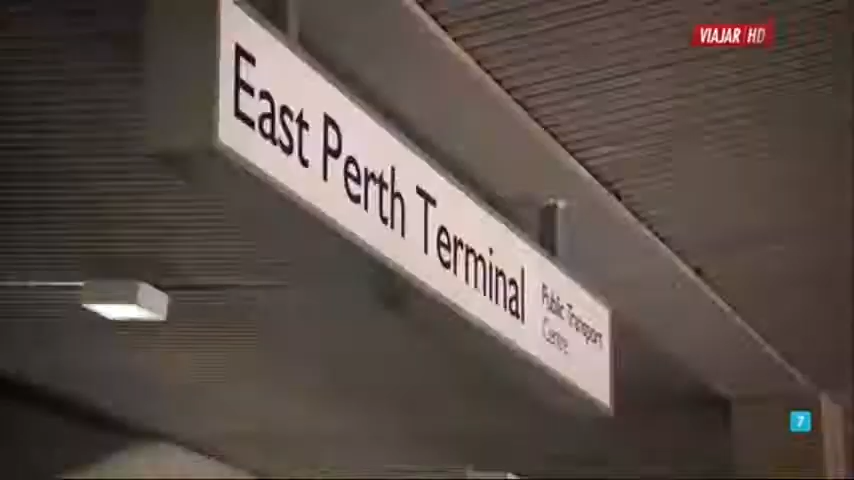 VIAJAR HD
East Perth Terminal
Public Transport
Centre
7